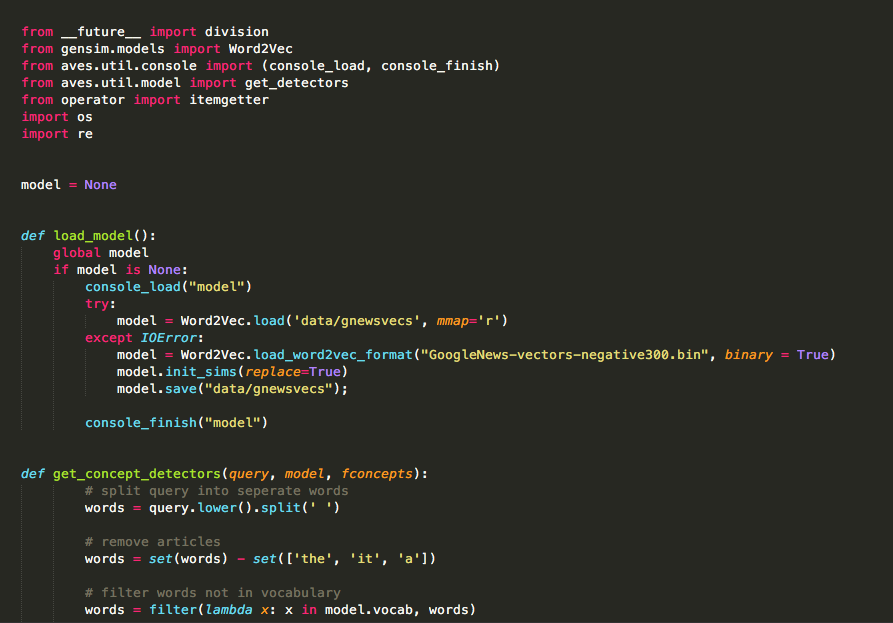 from __future__ import division
from gensim.models import Word2Vec
from aves.util.console import (console_load, console_finish)
from aves.util.model import get_detectors
from operator import itemgetter
import os
import re
model = None
def load_model():
global model
if model is None:
console_load("model")
try:
model = Word2Vec.load('data/gnewsvecs', mmap='r')
except IOError:
model = Word2Vec.load_word2vec_format("GoogleNews-vectors-negative300.bin", binary = True)
model.init_sims(replace=True)
model.save("data/gnewsvecs");
console_finish("model")
def get_concept_detectors(query, model, fconcepts):
# split query into seperate words
words = query.lower().split(' ')
# remove articles
words = set(words) - set(['the', 'it', 'a'])
# filter words not in vocabulary
words = filter(lambda x: x in model.vocab, words)